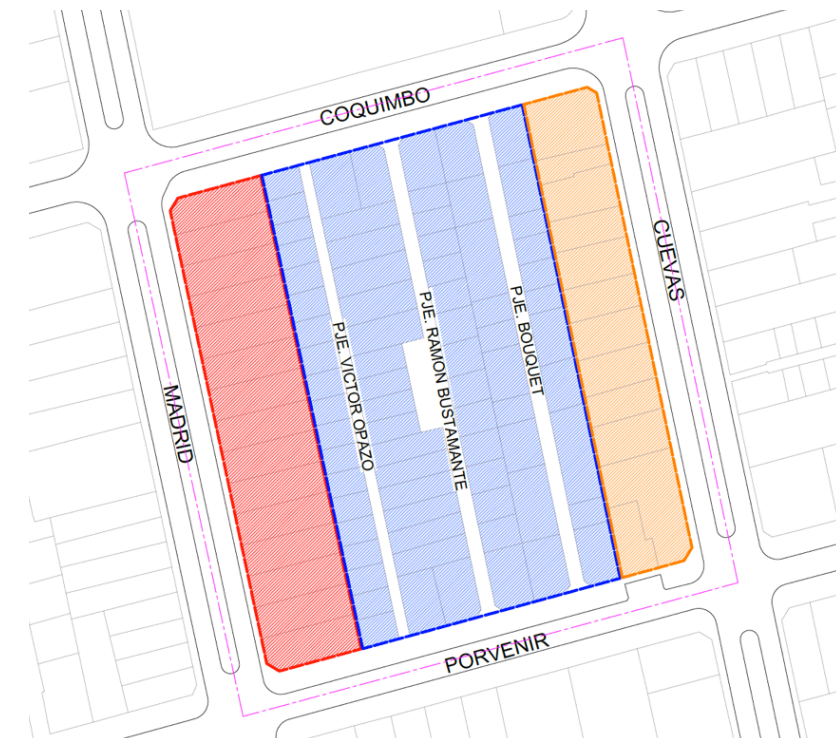 COQUIMBO
CUEVAS
PJE. BOUQUET
PJE. RAMON BUSTAMANTE
PJE. VICTOR OPAZO
MADRID
PORVENIR